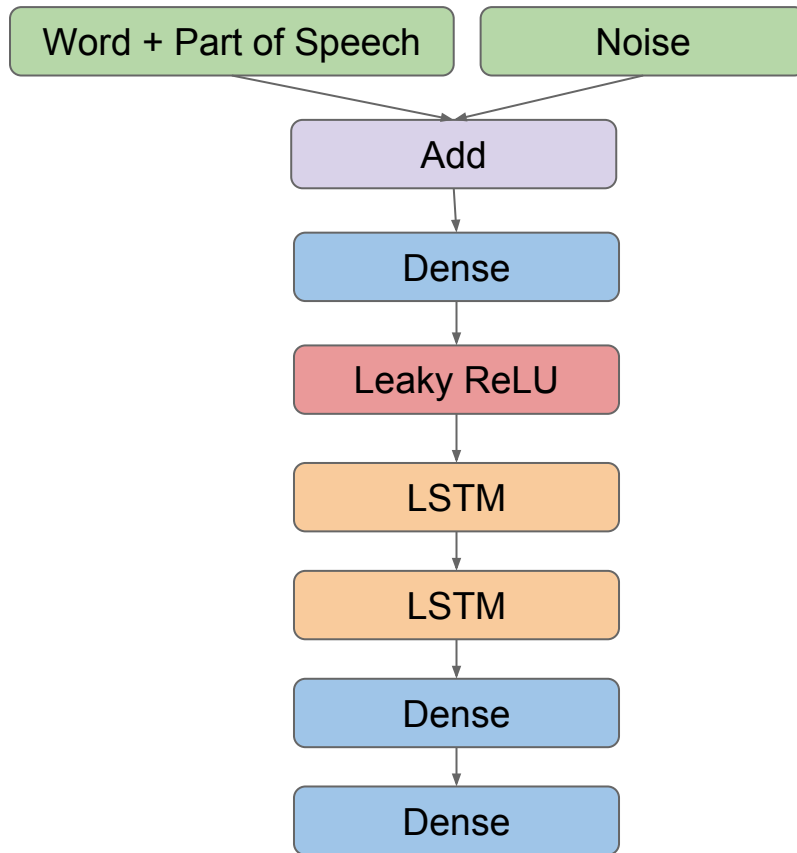 Word + Part of Speech
Noise
Add
Dense
Leaky ReLU
LSTM
LSTM
Dense
Dense